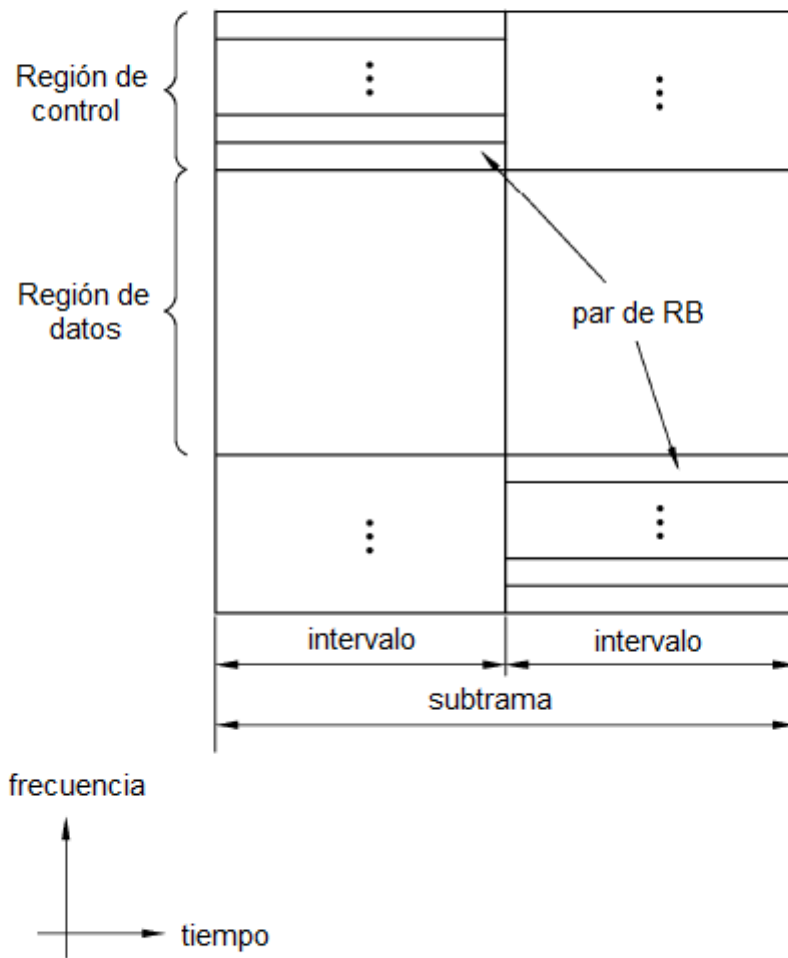 Región de
control
Región de
datos
par de RB
intervalo
intervalo
subtrama
frecuencia
tiempo